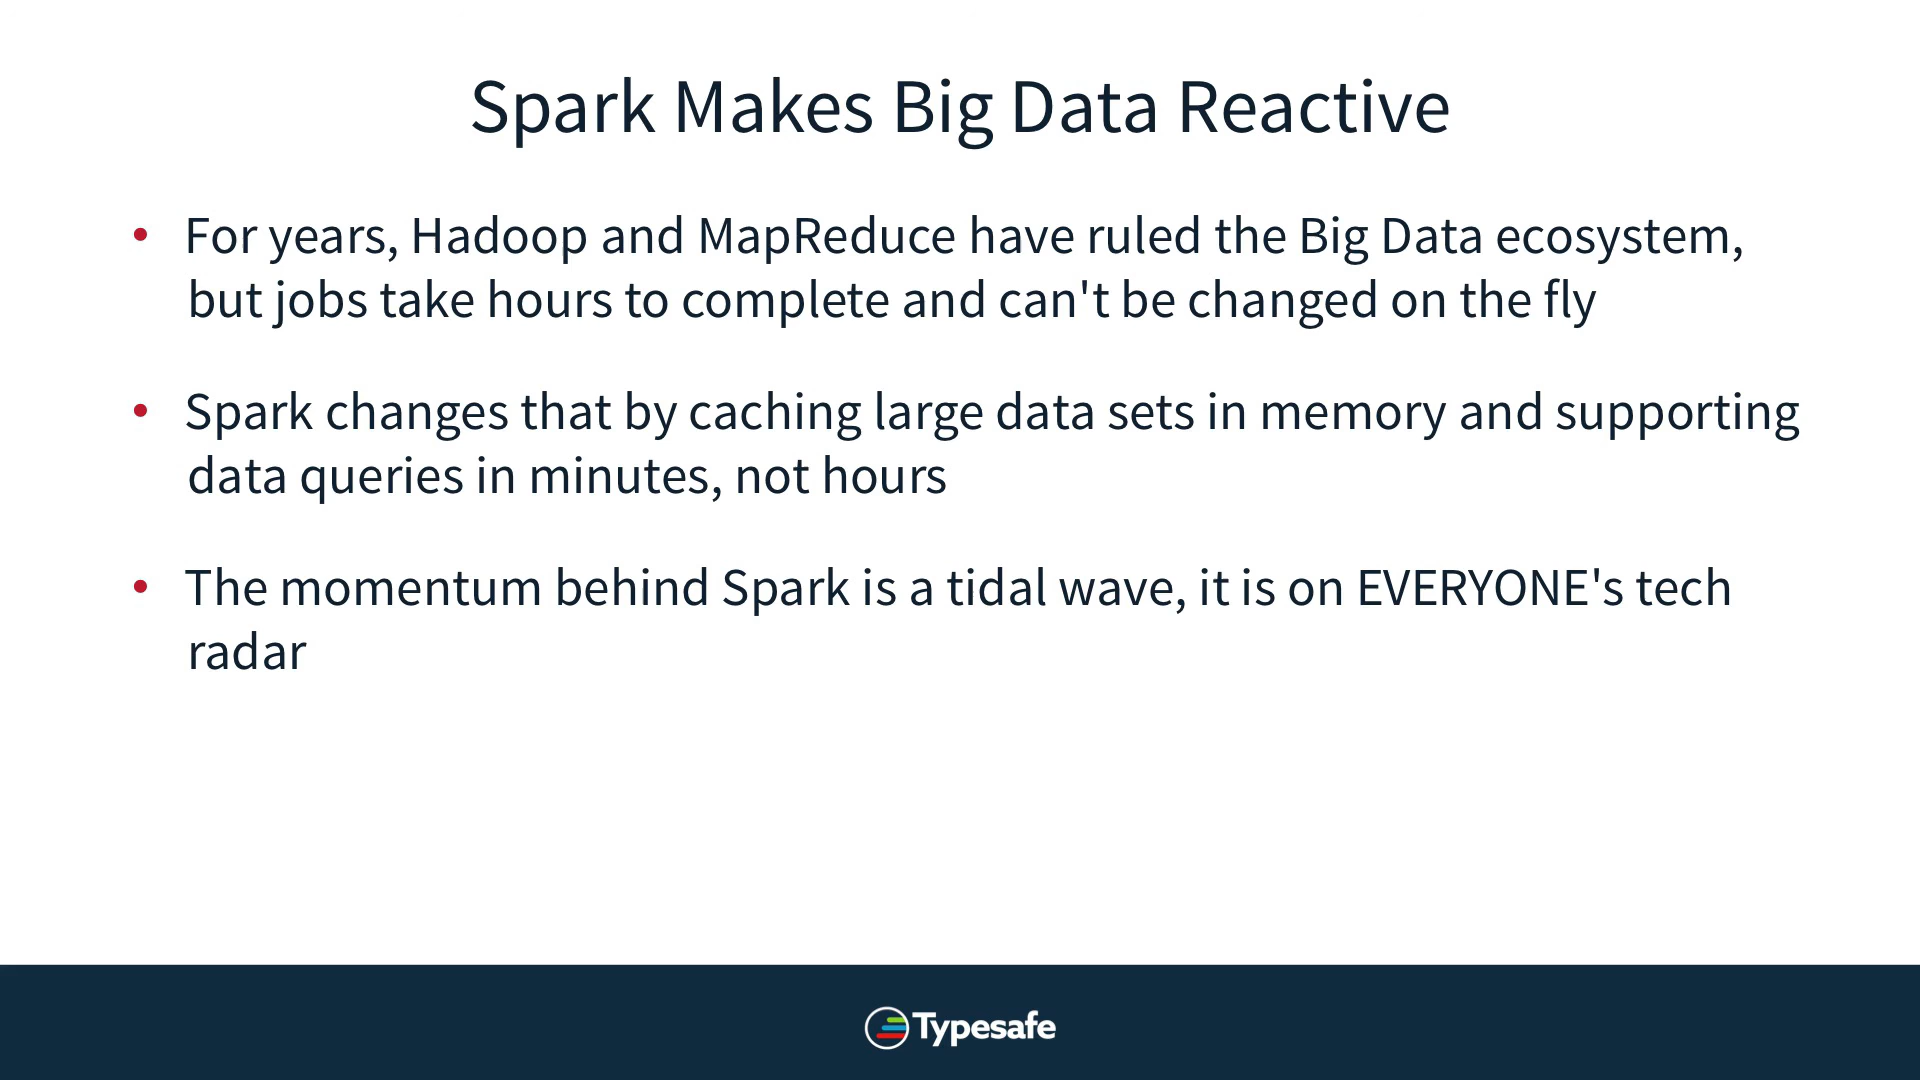 Spark Makes Big Data Reactive
• For years, Hadoop and MapReduce have ruled the Big Data ecosystem,
but jobs take hours to complete and can't be changed on the fly
• Spark changes that by caching large data sets in memory and supporting
data queries in minutes, not hours
• The momentum behind Spark is a tidal wave, it is on EVERYONE's tech
radar
Typesafe